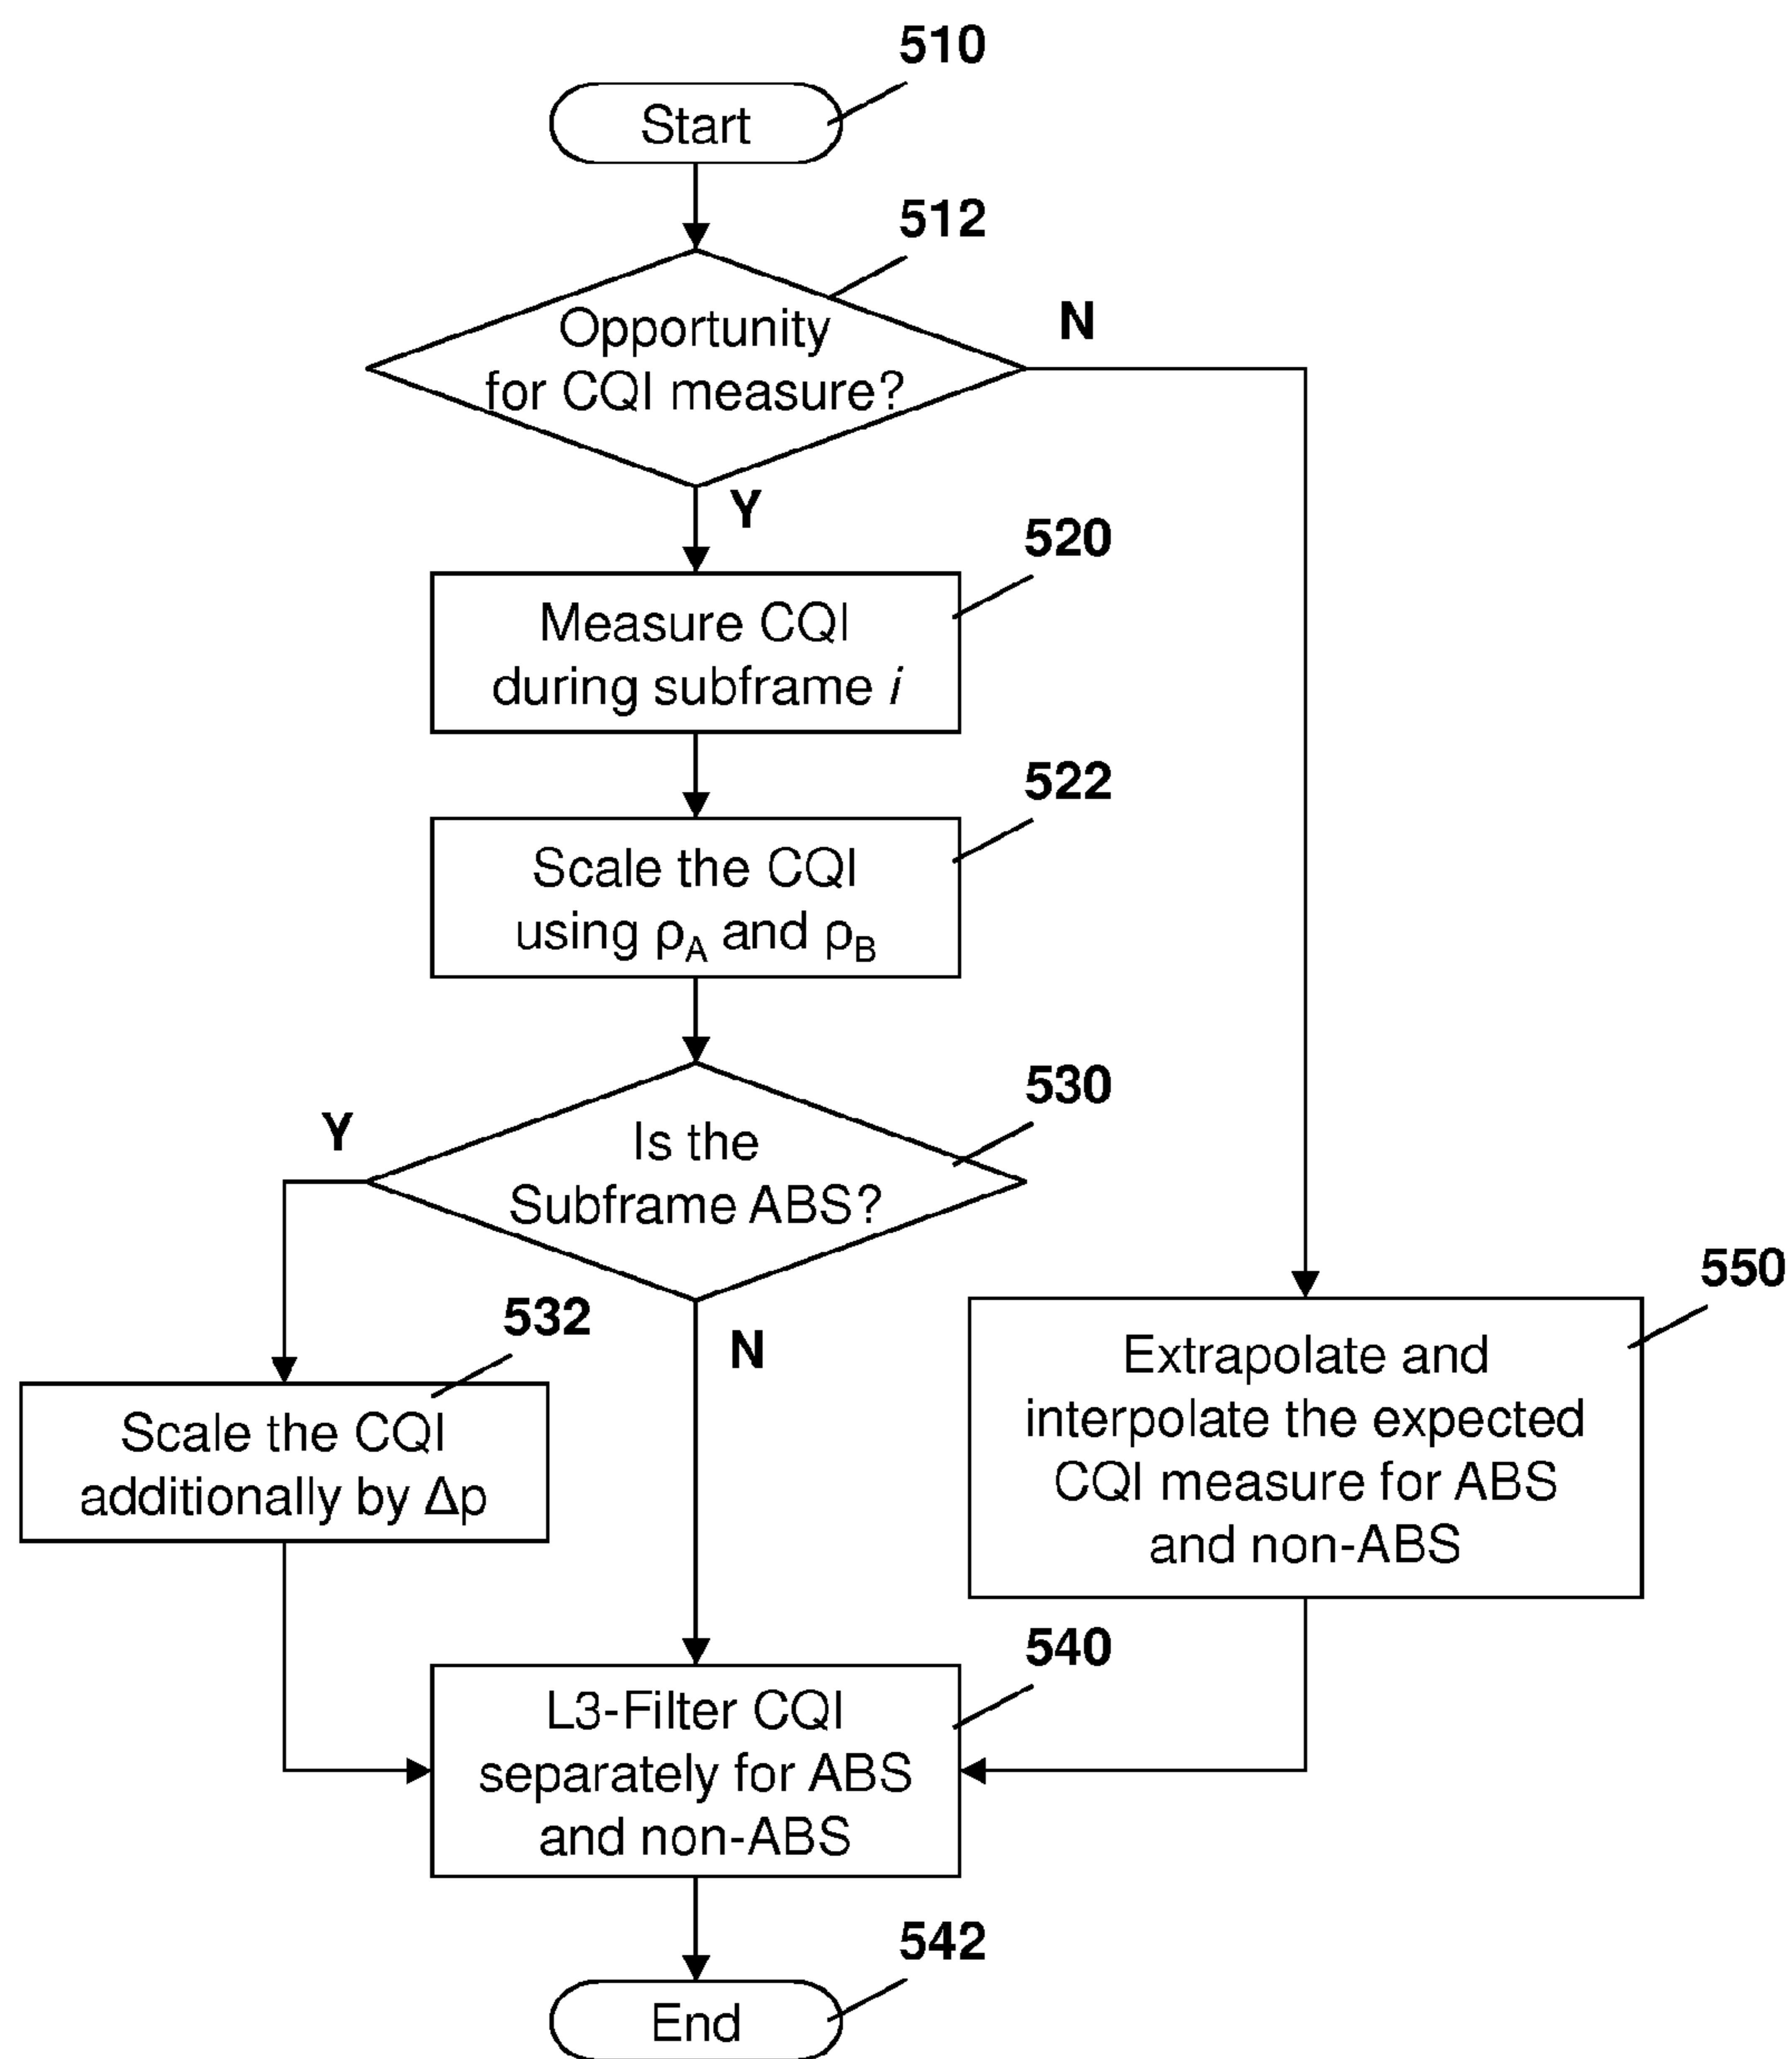 510
Start
512
Opportunity
for CQI measure?
N
Y
520
Measure CQI
during subframe i
522
Scale the CQI
using ρA and ρB
530
Is the
Subframe ABS?
Y
N
532
Scale the CQI
additionally by Δp
550
Extrapolate and
interpolate the expected
CQI measure for ABS
and non-ABS
540
L3-Filter CQI
separately for ABS
and non-ABS
542
End